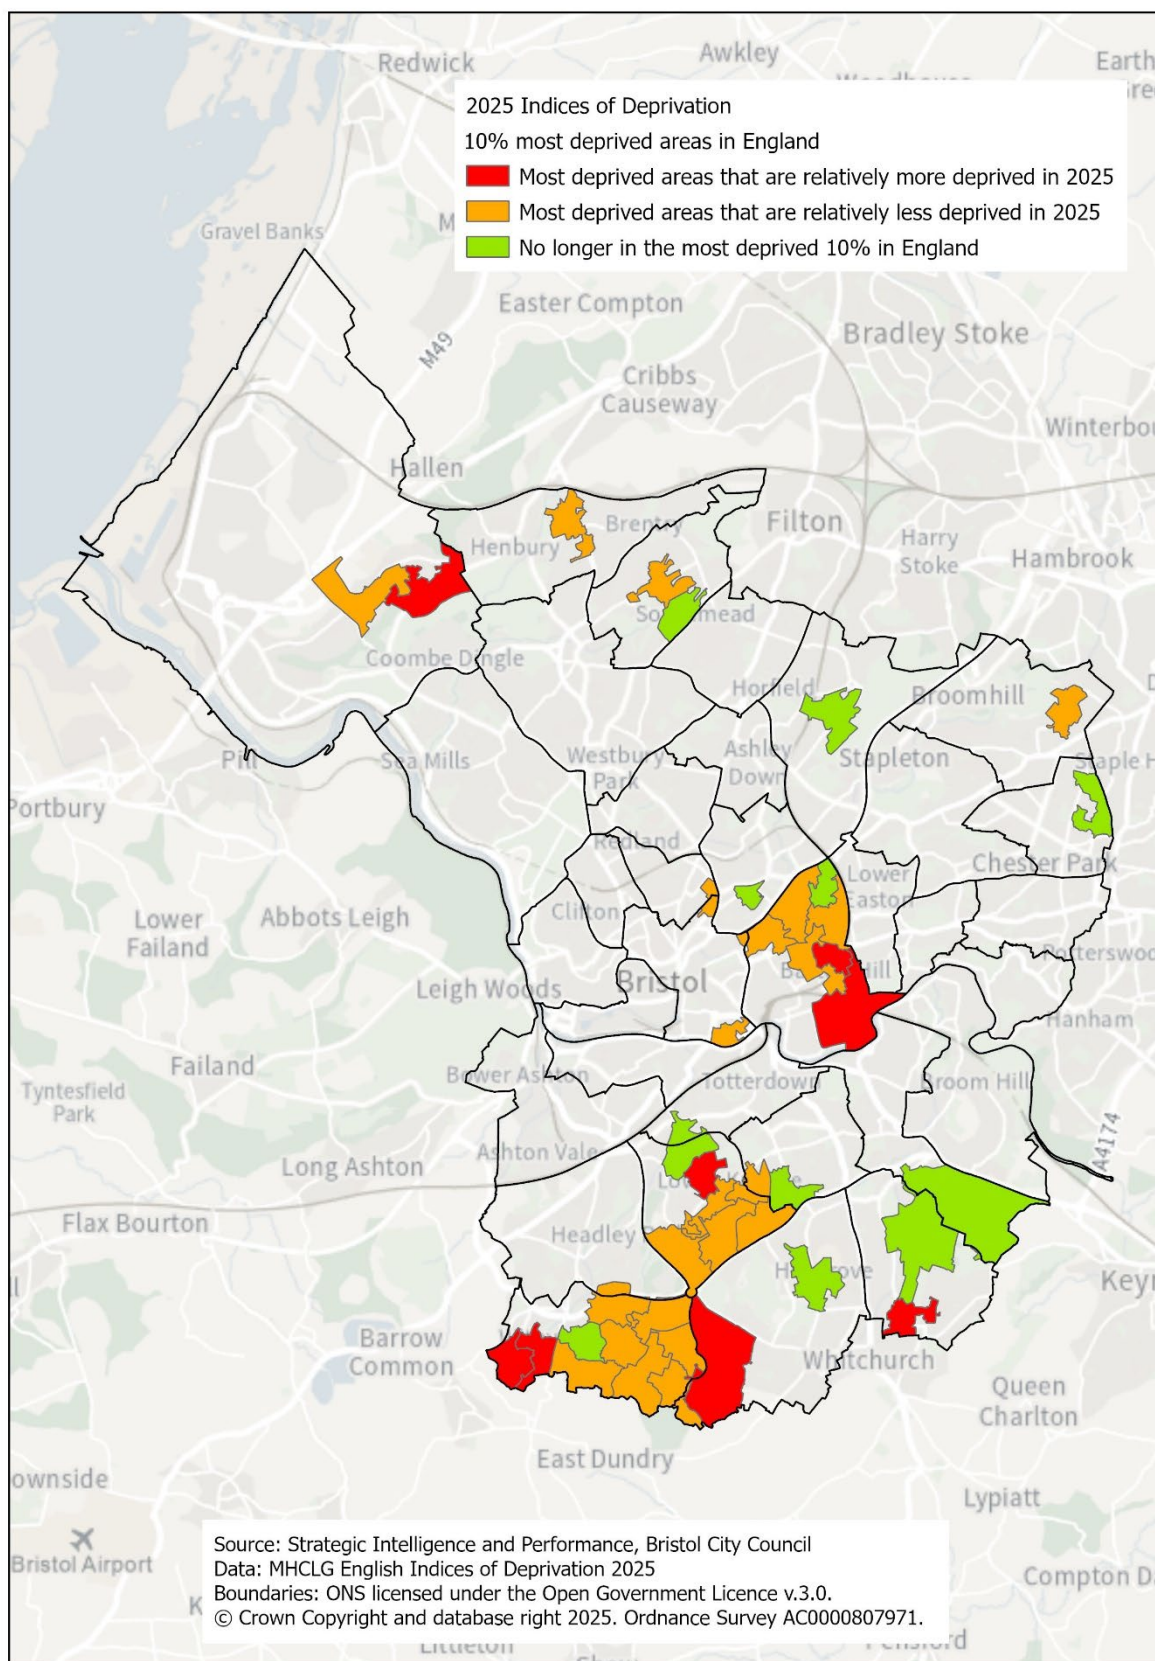 Redwick
Awkley
2025 Indices of Deprivation
10% most deprived areas in England
Most deprived areas that are relatively more deprived in 2025
Most deprived areas that are relatively less deprived in 2025
No longer in the most deprived 10% in England
Gravel Banks
Easter Compton
Bradley Stoke
M49
Cribbs
Causeway
Hallen
Henbury
Brentry
Filton
Harry
Stoke
Hambrook
Coombe Dingle
Horfield
Broomhill
Pill
Sea Mills
Westbury
Park
Ashley
Down
Stapleton
Portbury
Redland
Chester Park
Lower
Easton
Clifton
Lower
Failand
Abbots Leigh
Leigh Woods
Bristol
Hanham
Failand
Bower Ashton
Totterdown
Broom Hill
Tyntesfield
Park
A4174
Long Ashton
Ashton Vale
Flax Bourton
Headley
Barrow
Common
Whitchurch
Queen
Charlton
East Dundry
Lypiatt
Bristol Airport
Source: Strategic Intelligence and Performance, Bristol City Council
Data: MHCLG English Indices of Deprivation 2025
Boundaries: ONS licensed under the Open Government Licence v.3.0.
© Crown Copyright and database right 2025. Ordnance Survey AC0000807971.